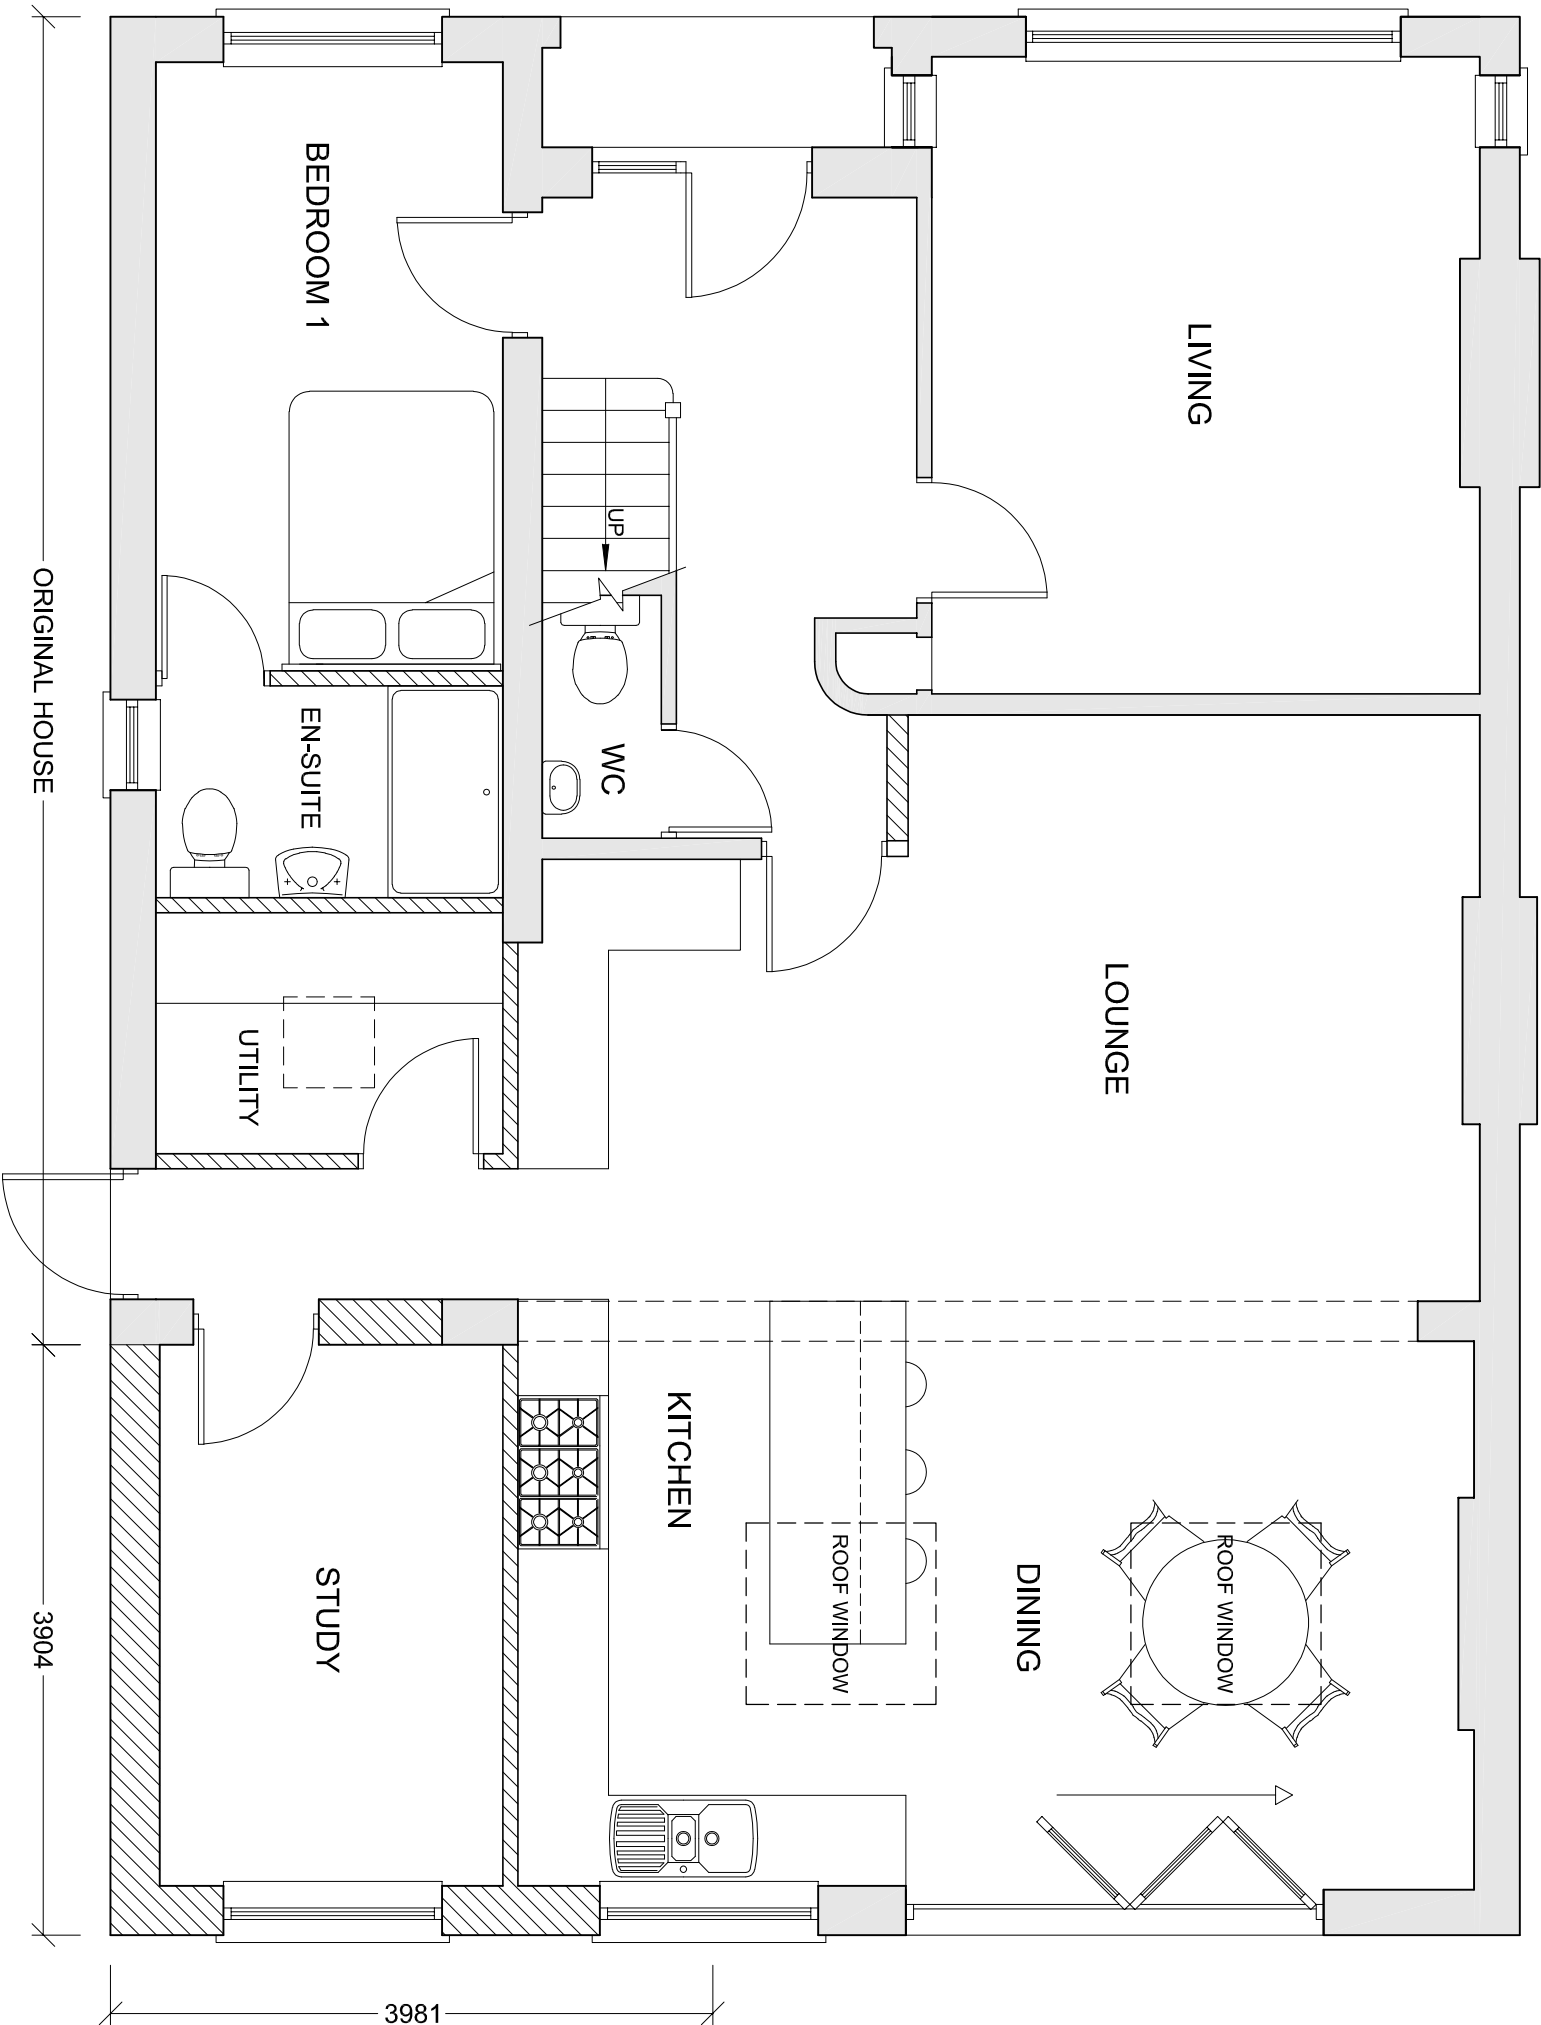 BEDROOM 1
LIVING
UP
ORIGINAL HOUSE
EN-SUITE
WC
LOUNGE
UTILITY
KITCHEN
ROOF WINDOW
ROOF WINDOW
DINING
STUDY
3904
3981